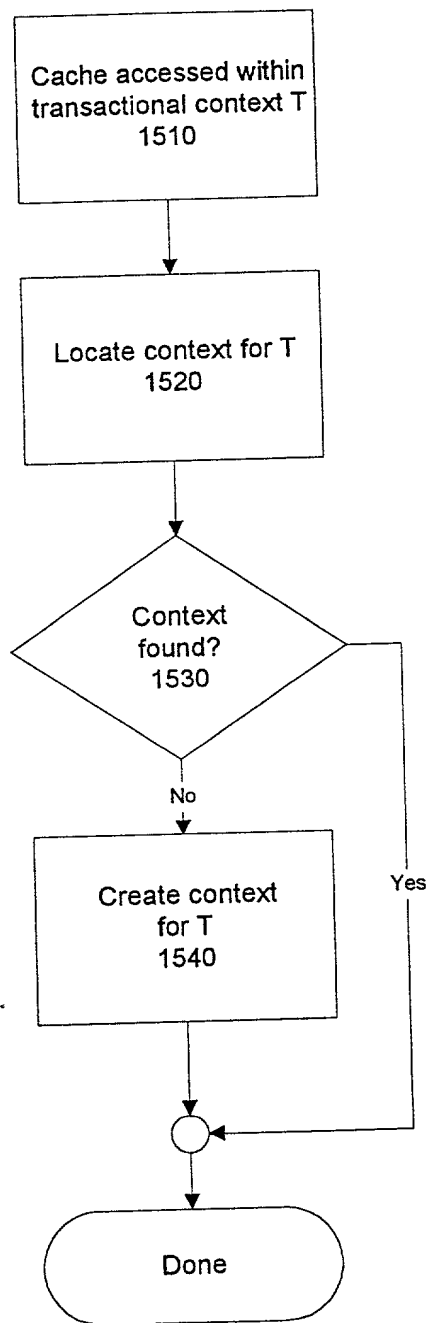 Cache accessed within
transactional context T
1510
Locate context for T
1520
Context
found?
1530
No
Yes
Create context
for T
1540
Done